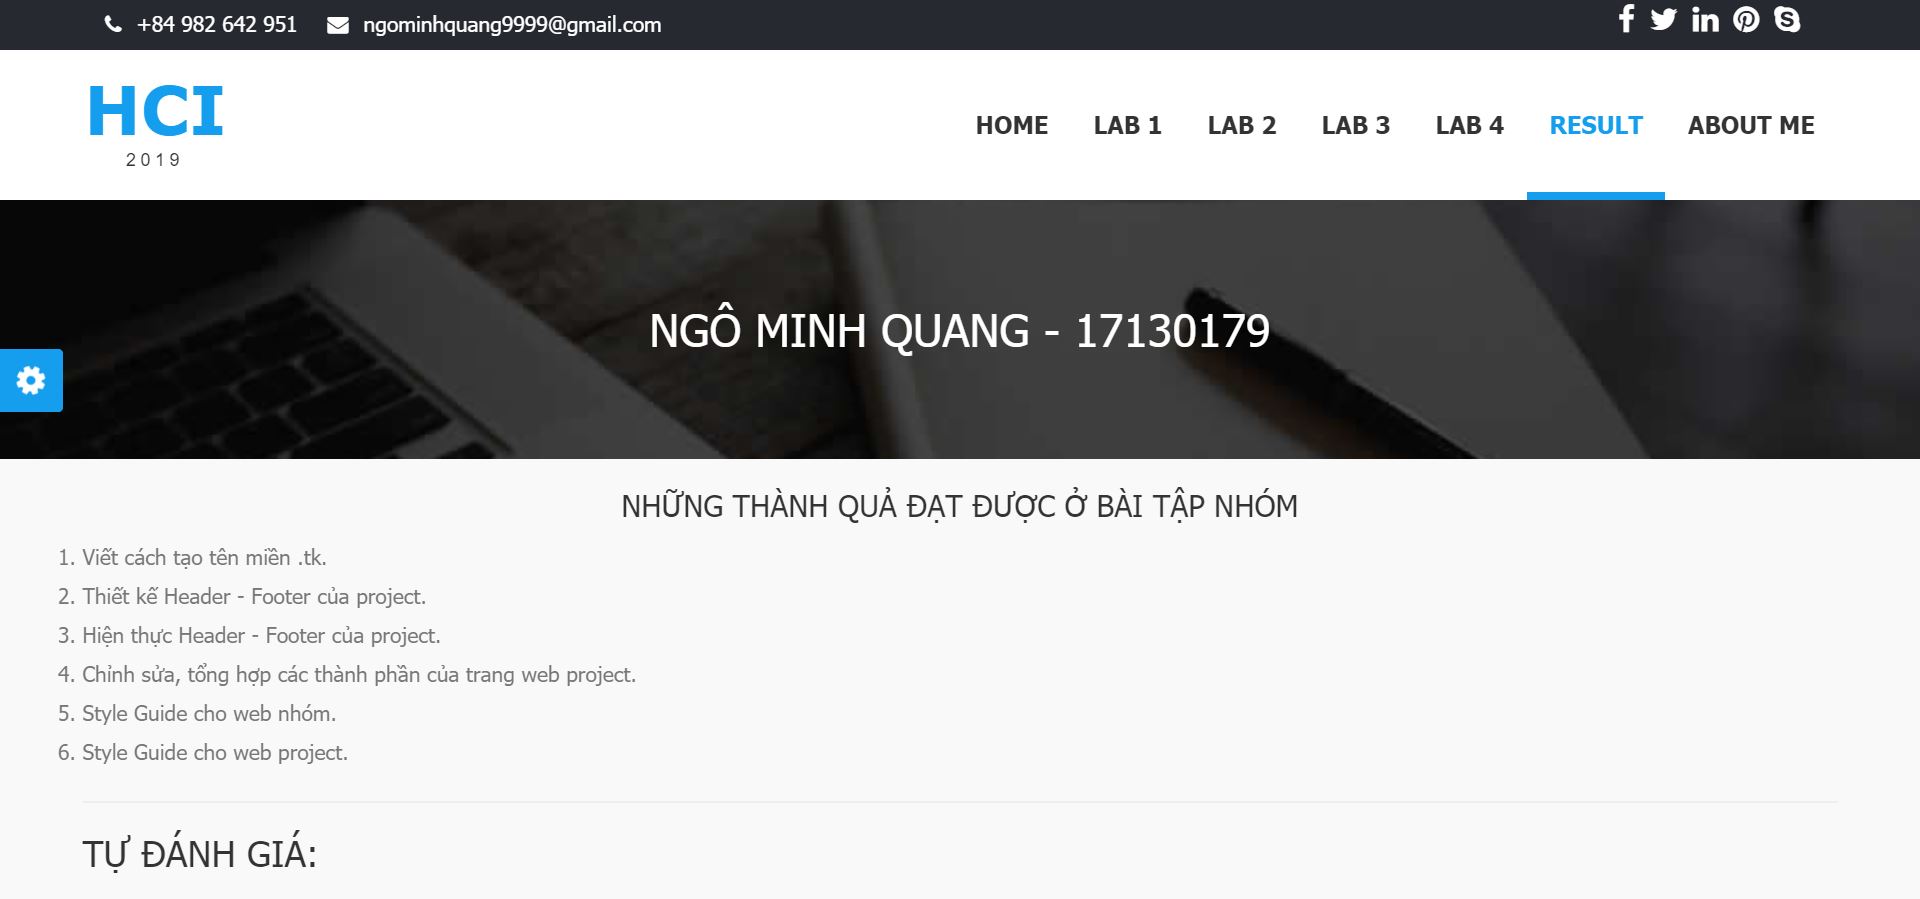 +84 982 642 951 ngominhquang9999@gmail.com
HCI
2019
HOME LAB 1 LAB 2 LAB 3 LAB 4 RESULT ABOUT ME
NGÔ MINH QUANG - 17130179
NHỮNG THÀNH QUẢ ĐẠT ĐƯỢC Ở BÀI TẬP NHÓM
1. Viết cách tạo tên miền .tk.
2. Thiết kế Header - Footer của project.
3. Hiện thực Header - Footer của project.
4. Chỉnh sửa, tổng hợp các thành phần của trang web project.
5. Style Guide cho web nhóm.
6. Style Guide cho web project.
TỰ ĐÁNH GIÁ: